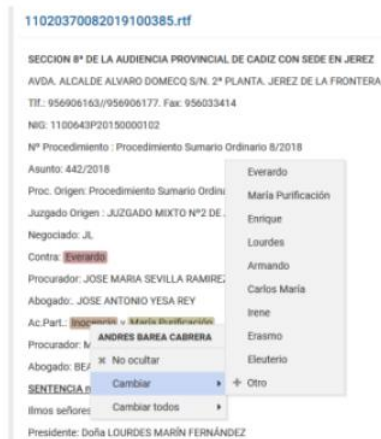 11020370082019100385.rtf
SECCION 8ª DE LA AUDIENCIA PROVINCIAL DE CADIZ CON SEDE EN JEREZ
AVDA. ALCALDE ALVARO DOMECQ S/N. 2ª PLANTA. JEREZ DE LA FRONTERA
Tlf.: 956906163//956906177. Fax: 956033414
NIG: 1100643P20150000102
Nº Procedimiento : Procedimiento Sumario Ordinario 8/2018
Asunto: 442/2018
Proc. Origen: Procedimiento Sumario Ordina
Juzgado Origen : JUZGADO MIXTO Nº2 DE
Negociado: JL
Contra: Everardo
Procurador: JOSE MARIA SEVILLA RAMIREZ
Abogado:. JOSE ANTONIO YESA REY
Ac.Part.: Inocencio y María Purificación
Procurador: M
Abogado: BEA
SENTENCIA n
Ilmos señores
Presidente: Doña LOURDES MARÍN FERNÁNDEZ
ANDRES BAREA CABRERA
No ocultar
Cambiar
Cambiar todos
Everardo
María Purificación
Enrique
Lourdes
Armando
Carlos María
Irene
Erasmo
Eleuterio
+ Otro